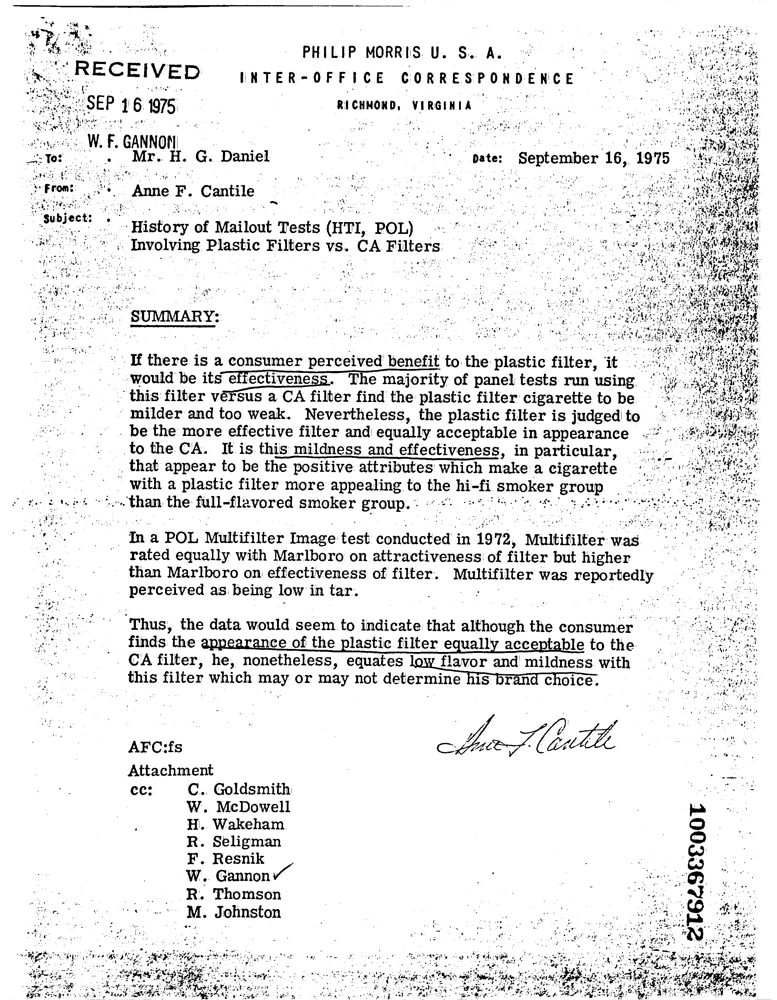 PHILIP MORRIS U. S. A.
RECEIVED
INTER-OFFICE CORRESPONDENCE
SEP 16 1975
RICHMOND, VIRGINIA
W. F. GANNON
To: Mr. H. G. Daniel
Date: September 16, 1975
From: Anne F. Cantile
Subject: History of Mailout Tests (HTI, POL)
Involving Plastic Filters vs. CA Filters
SUMMARY:
If there is a consumer perceived benefit to the plastic filter, it
would be its effectiveness. The majority of panel tests run using
this filter versus a CA filter find the plastic filter cigarette to be
milder and too weak. Nevertheless, the plastic filter is judged to
be the more effective filter and equally acceptable in appearance
to the CA. It is this mildness and effectiveness, in particular,
that appear to be the positive attributes which make a cigarette
with a plastic filter more appealing to the hi-fi smoker group
than the full-flavored smoker group.
In a POL Multifilter Image test conducted in 1972, Multifilter was
rated equally with Marlboro on attractiveness of filter but higher
than Marlboro on effectiveness of filter. Multifilter was reportedly
perceived as being low in tar.
Thus, the data would seem to indicate that although the consumer
finds the appearance of the plastic filter equally acceptable to the
CA filter, he, nonetheless, equates low flavor and mildness with
this filter which may or may not determine his brand choice.
Anne F. Cantile
AFC:fs
Attachment
cc: C. Goldsmith
W. McDowell
H. Wakeham
R. Seligman
F. Resnik
W. Gannon ✓
R. Thomson
M. Johnston
1003367912